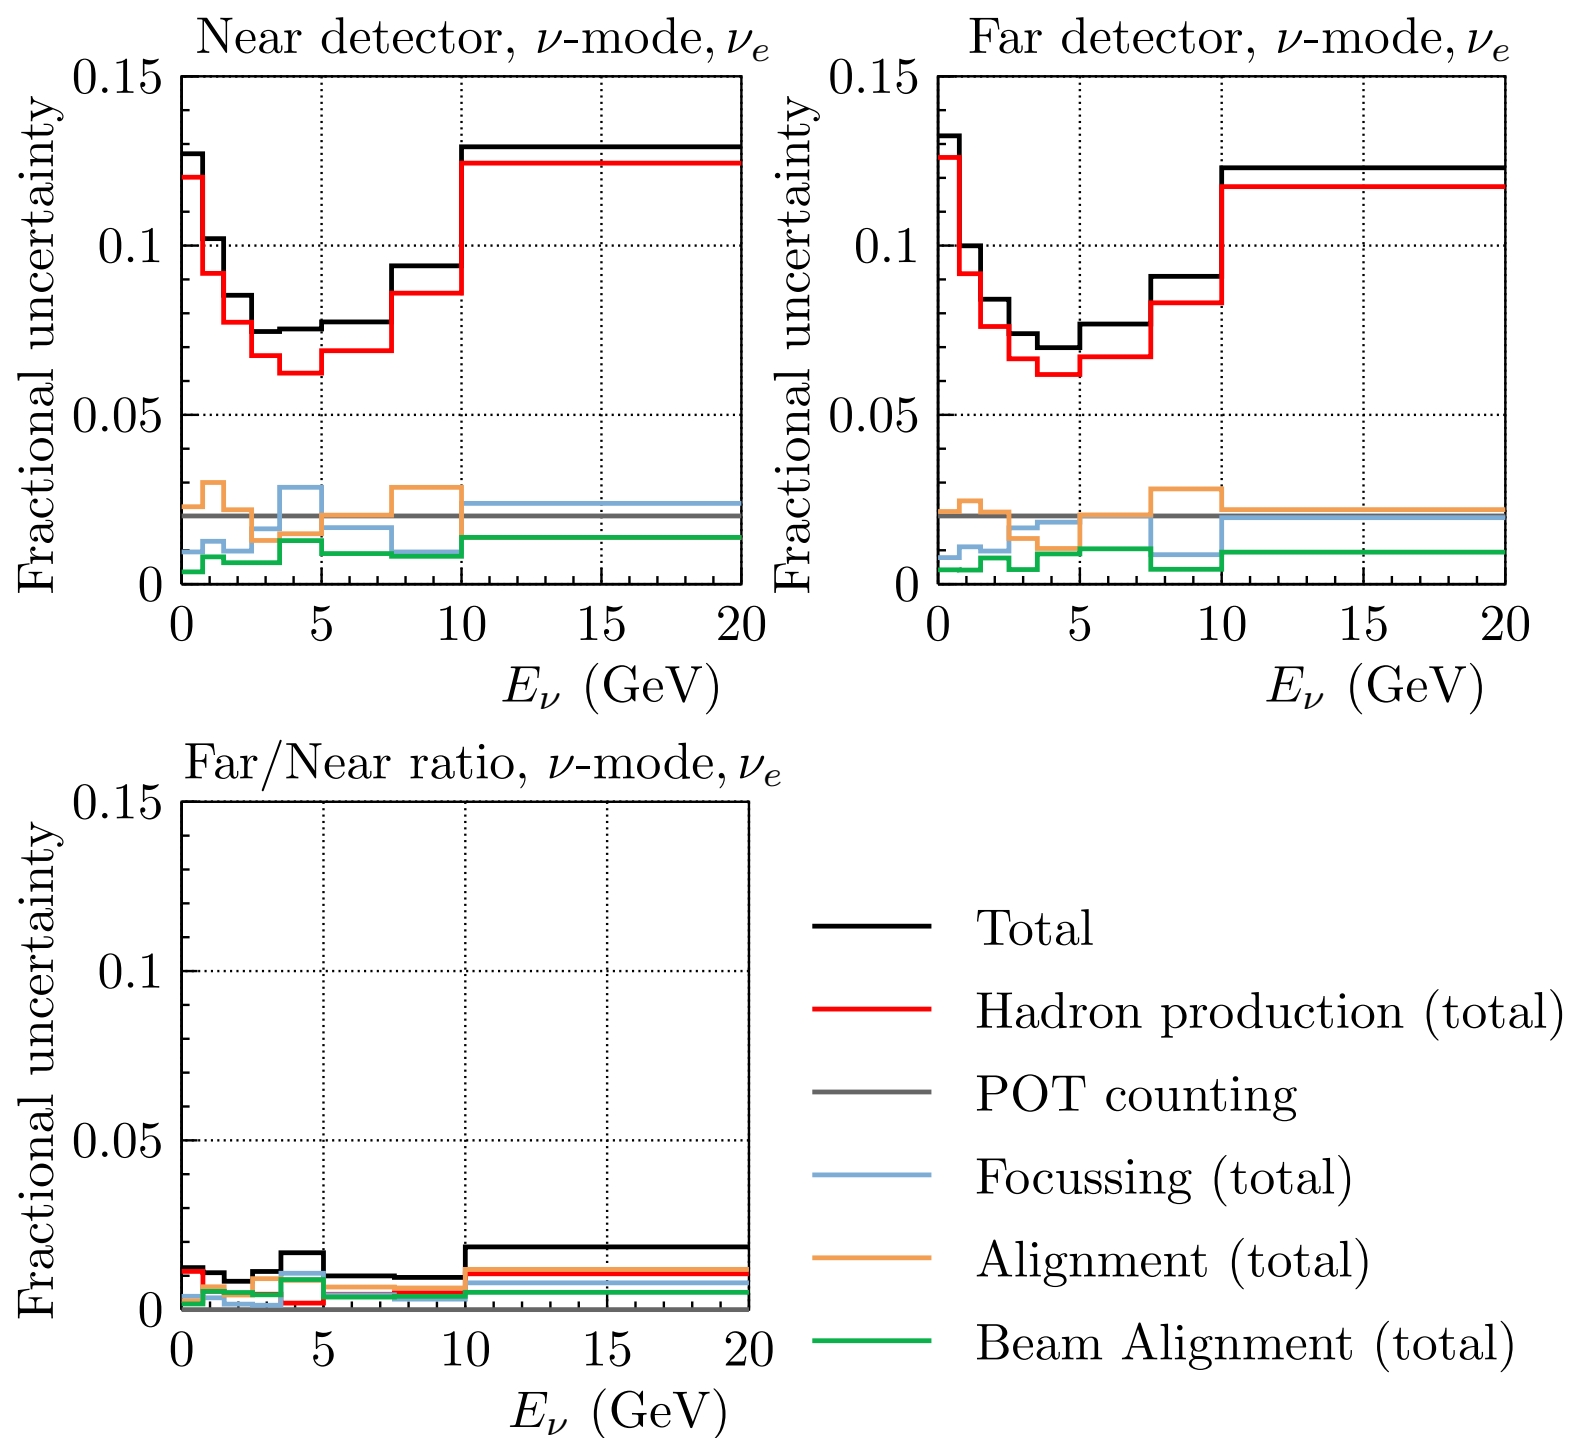 Near detector, ν-mode, νₑ
Fractional uncertainty
0.15
0.1
0.05
0
0 5 10 15 20
Eν (GeV)
Far detector, ν-mode, νₑ
Fractional uncertainty
0.15
0.1
0.05
0
0 5 10 15 20
Eν (GeV)
Far/Near ratio, ν-mode, νₑ
Fractional uncertainty
0.15
0.1
0.05
0
0 5 10 15 20
Eν (GeV)
Total
Hadron production (total)
POT counting
Focussing (total)
Alignment (total)
Beam Alignment (total)